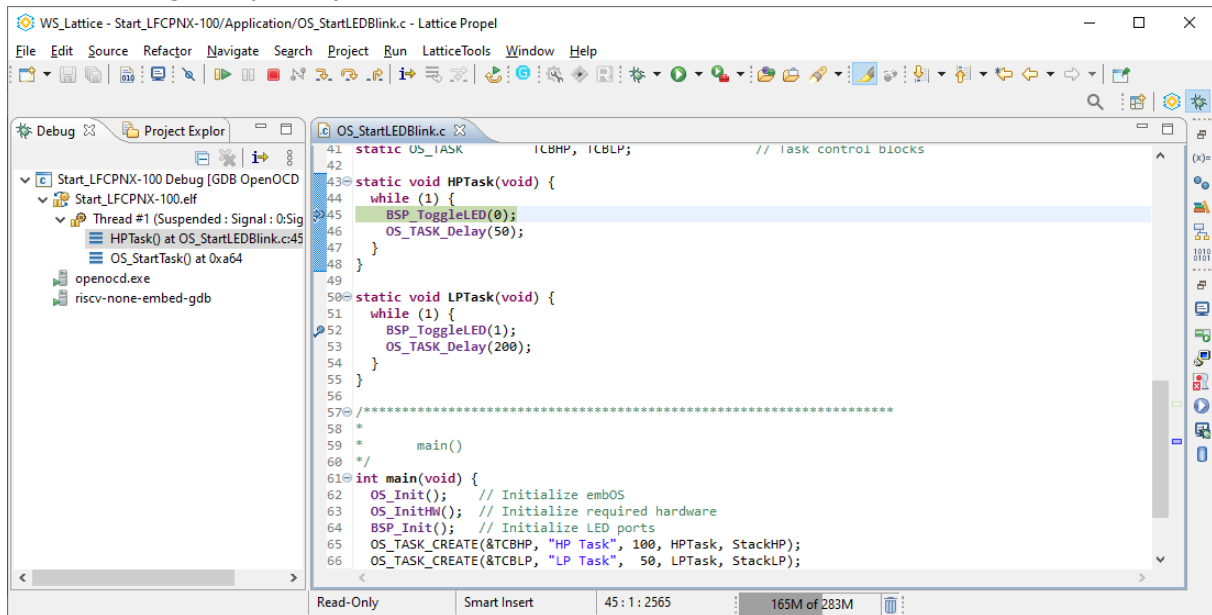 WS_Lattice - Start_LFCPNX-100/Application/OS_StartLEDBlink.c - Lattice Propel
File Edit Source Refactor Navigate Search Project Run LatticeTools Window Help
Debug Project Explor
OS_StartLEDBlink.c
Start_LFCPNX-100 Debug [GDB OpenOCD
Start_LFCPNX-100.elf
Thread #1 (Suspended : Signal : 0:Sig
HPTask() at OS_StartLEDBlink.c:45
OS_StartTask() at 0xa64
openocd.exe
riscv-none-embed-gdb
41 static OS_TASK TCBHP, TCBLP; // Task control blocks
42
43 static void HPTask(void) {
44 while (1) {
45 BSP_ToggleLED(0);
46 OS_TASK_Delay(50);
47 }
48 }
49
50 static void LPTask(void) {
51 while (1) {
52 BSP_ToggleLED(1);
53 OS_TASK_Delay(200);
54 }
55 }
56
57 /*********************************************************************
58 *
59 * main()
60 */
61 int main(void) {
62 OS_Init(); // Initialize embOS
63 OS_InitHW(); // Initialize required hardware
64 BSP_Init(); // Initialize LED ports
65 OS_TASK_CREATE(&TCBHP, "HP Task", 100, HPTask, StackHP);
66 OS_TASK_CREATE(&TCBLP, "LP Task", 50, LPTask, StackLP);
Read-Only Smart Insert 45 : 1 : 2565 165M of 283M